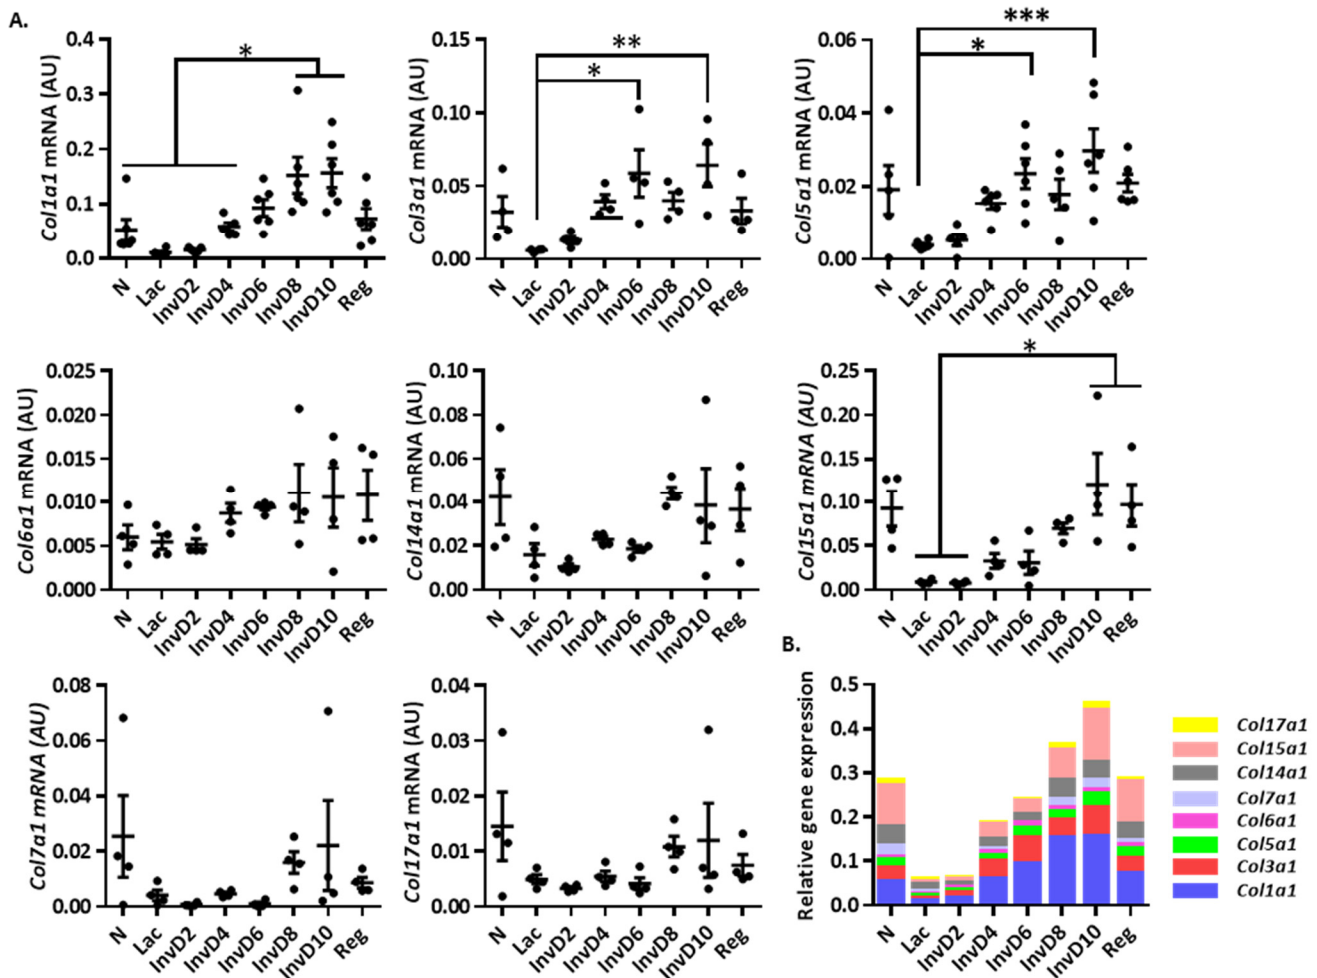 A.
Col1a1 mRNA (AU)
0.4
0.3
0.2
0.1
0.0
*
N Lac InvD2 InvD4 InvD6 InvD8 InvD10 Reg
Col3a1 mRNA (AU)
0.15
0.10
0.05
0.00
**
*
N Lac InvD2 InvD4 InvD6 InvD8 InvD10 Rreg
Col5a1 mRNA (AU)
0.06
0.04
0.02
0.00
***
*
N Lac InvD2 InvD4 InvD6 InvD8 InvD10 Reg
Col6a1 mRNA (AU)
0.025
0.020
0.015
0.010
0.005
0.000
N Lac InvD2 InvD4 InvD6 InvD8 InvD10 Reg
Col14a1 mRNA (AU)
0.10
0.08
0.06
0.04
0.02
0.00
N Lac InvD2 InvD4 InvD6 InvD8 InvD10 Reg
Col15a1 mRNA (AU)
0.25
0.20
0.15
0.10
0.05
0.00
*
N Lac InvD2 InvD4 InvD6 InvD8 InvD10 Reg
Col7a1 mRNA (AU)
0.08
0.06
0.04
0.02
0.00
N Lac InvD2 InvD4 InvD6 InvD8 InvD10 Reg
Col17a1 mRNA (AU)
0.04
0.03
0.02
0.01
0.00
N Lac InvD2 InvD4 InvD6 InvD8 InvD10 Reg
B.
Relative gene expression
0.5
0.4
0.3
0.2
0.1
0.0
N Lac InvD2 InvD4 InvD6 InvD8 InvD10 Reg
Col17a1
Col15a1
Col14a1
Col7a1
Col6a1
Col5a1
Col3a1
Col1a1